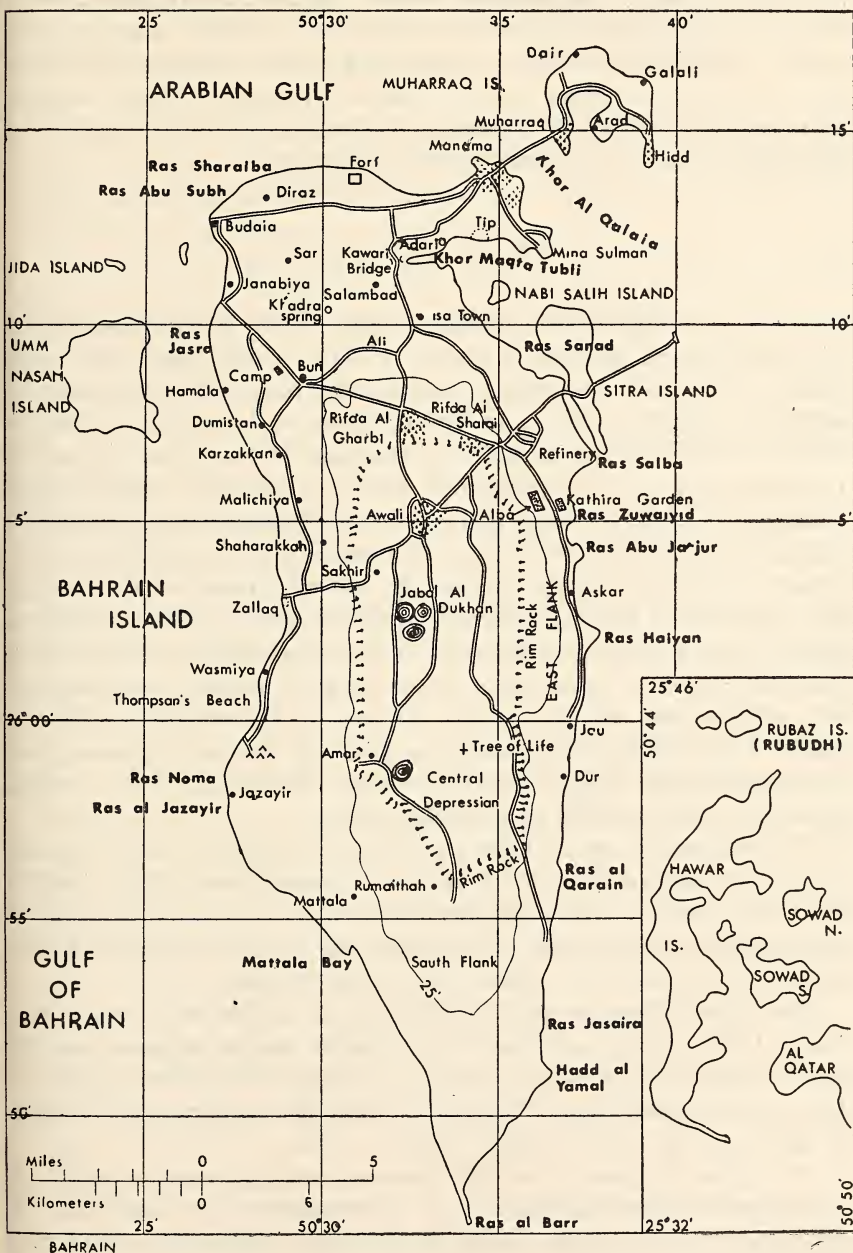 25'
50°30'
35'
40'
Dair
Galali
MUHARRAQ IS.
ARABIAN GULF
Muharraq
Arad
15'
Manama
Hidd
Khor Al Qalaia
Ras Sharaiba
Fort
Ras Abu Subh
Diraz
Budaia
Tip
Adari
Mina Sulman
Sar
Kawari
Bridge
Khor Maqta Tubli
JIDA ISLAND
Janabiya
Salambad
Khadra
spring
NABI SALIH ISLAND
Isa Town
10'
10'
UMM
NASAN
ISLAND
Ras
Jasra
Ali
Ras Sanad
Camp
Buri
Hamala
SITRA ISLAND
Rifda Al
Gharbi
Rifda Al
Sharqi
Dumistan
Karzakkan
Refinery
Ras Salba
Malichiya
Kathira Garden
5'
Awali
Alba
Ras Zuwaiyid
5'
Shaharakkan
Ras Abu Jarjur
Sakhir
BAHRAIN
ISLAND
Zallaq
Jabal Al
Dukhan
Askar
Rim Rock
EAST FLANK
Ras Haiyan
Wasmiya
Thompson's Beach
25°46'
26°00'
50°44'
RUBAZ IS.
(RUBUDH)
Amar
Tree of Life
Jou
Ras Noma
Central
Depression
Dur
Jazayir
Ras al Jazayir
Rim Rock
Rumaithah
Ras al
Qarain
HAWAR
IS.
Mattala
SOWAD
N.
55'
55'
Mattala Bay
South Flank
GULF
OF
BAHRAIN
25'
SOWAD
S.
Ras Jasaira
AL
QATAR
Hadd al
Yamal
50'
50'
Miles
0
5
Kilometers
0
6
Ras al Barr
25'
50°30'
35'
25°32'
50°50'
BAHRAIN